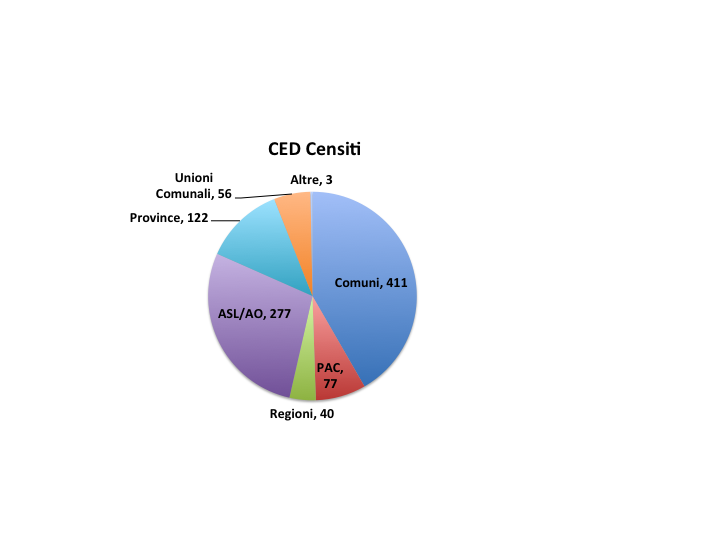 CED Censiti
Altre, 3
Unioni
Comunali, 56
Province, 122
Comuni, 411
ASL/AO, 277
PAC,
77
Regioni, 40